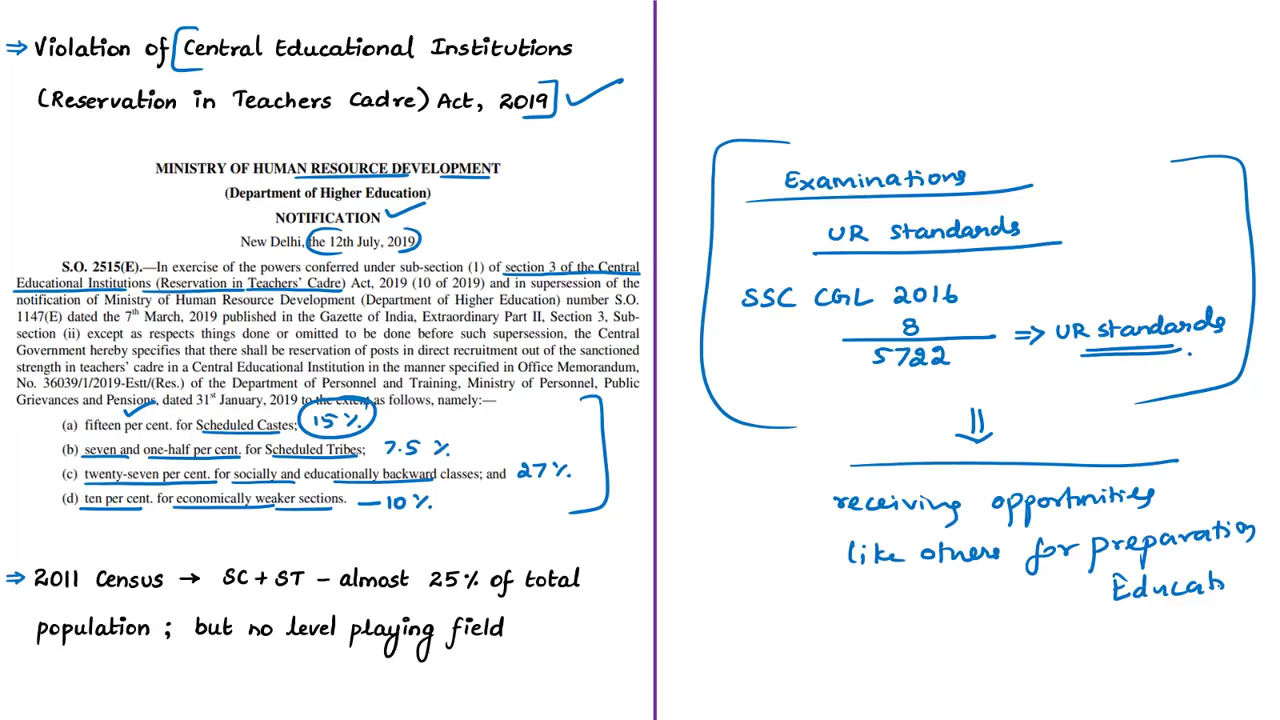 ⇒ Violation of [Central Educational Institutions
(Reservation in Teachers Cadre) Act, 2019] ✓
MINISTRY OF HUMAN RESOURCE DEVELOPMENT
(Department of Higher Education)
NOTIFICATION
New Delhi, the 12th July, 2019
S.O. 2515(E).—In exercise of the powers conferred under sub-section (1) of section 3 of the Central
Educational Institutions (Reservation in Teachers' Cadre) Act, 2019 (10 of 2019) and in supersession of the
notification of Ministry of Human Resource Development (Department of Higher Education) number S.O.
1147(E) dated the 7th March, 2019 published in the Gazette of India, Extraordinary Part II, Section 3, Sub-
section (ii) except as respects things done or omitted to be done before such supersession, the Central
Government hereby specifies that there shall be reservation of posts in direct recruitment out of the sanctioned
strength in teachers' cadre in a Central Educational Institution in the manner specified in Office Memorandum,
No. 36039/1/2019-Estt/(Res.) of the Department of Personnel and Training, Ministry of Personnel, Public
Grievances and Pensions, dated 31st January, 2019 to the extent as follows, namely:—
(a) fifteen per cent. for Scheduled Castes; 15%
(b) seven and one-half per cent. for Scheduled Tribes; 7.5 %.
(c) twenty-seven per cent. for socially and educationally backward classes; and 27%.
(d) ten per cent. for economically weaker sections. — 10%.
⇒ 2011 Census → SC + ST – almost 25% of total
population ; but no level playing field
Examinations
UR standards
SSC CGL 2016
8
5722
⇒ UR standards.
⇓
receiving opportunities
like others for preparation
Educati